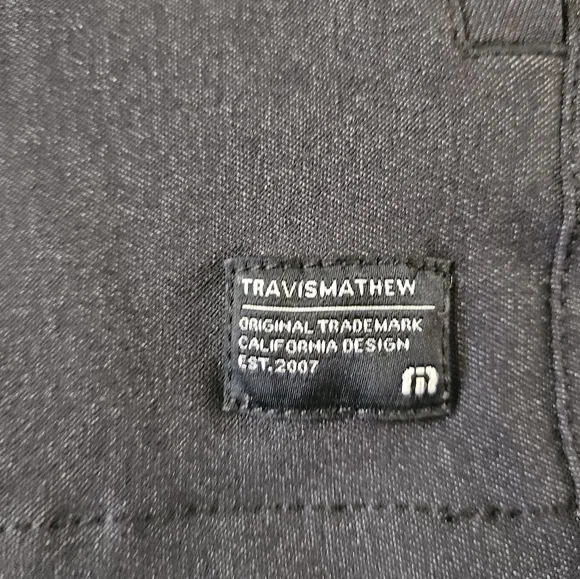 TRAVISMATHEW
ORIGINAL TRADEMARK
CALIFORNIA DESIGN
EST. 2007